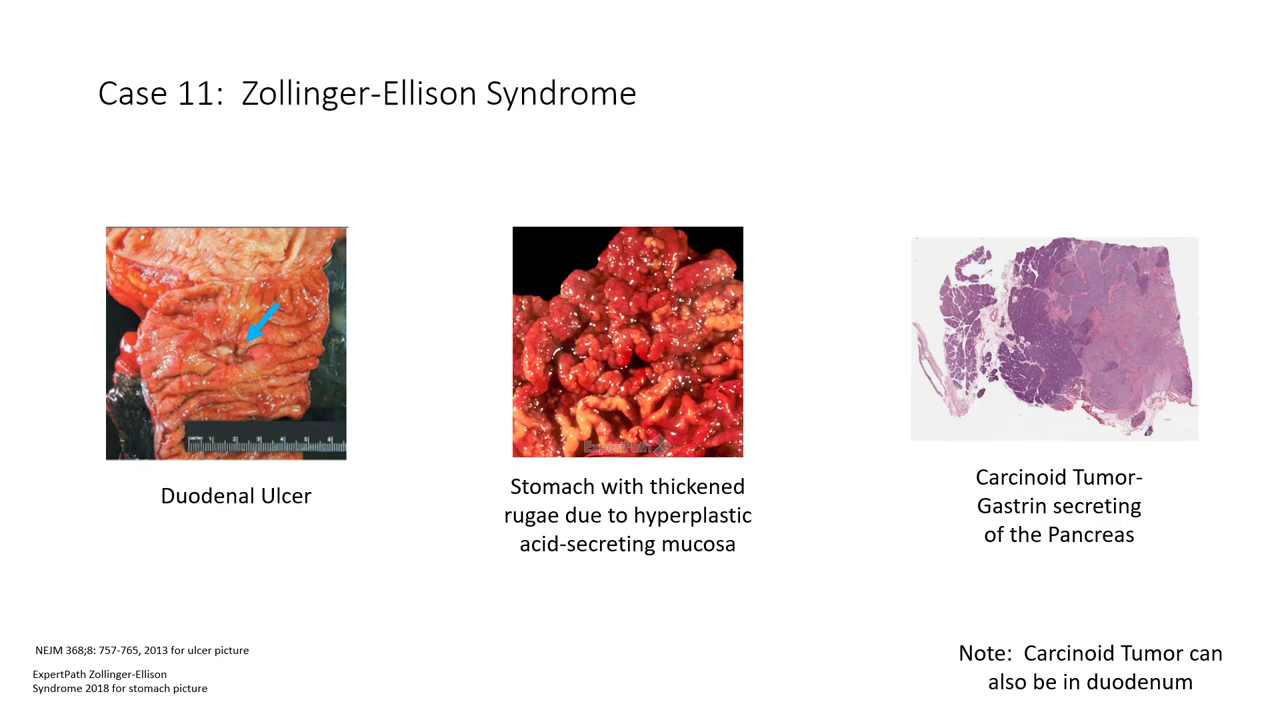 Case 11:  Zollinger-Ellison Syndrome
Duodenal Ulcer
ExpertPath
Stomach with thickened
rugae due to hyperplastic
acid-secreting mucosa
Carcinoid Tumor-
Gastrin secreting
of the Pancreas
NEJM 368;8: 757-765, 2013 for ulcer picture
ExpertPath Zollinger-Ellison
Syndrome 2018 for stomach picture
Note:  Carcinoid Tumor can
also be in duodenum